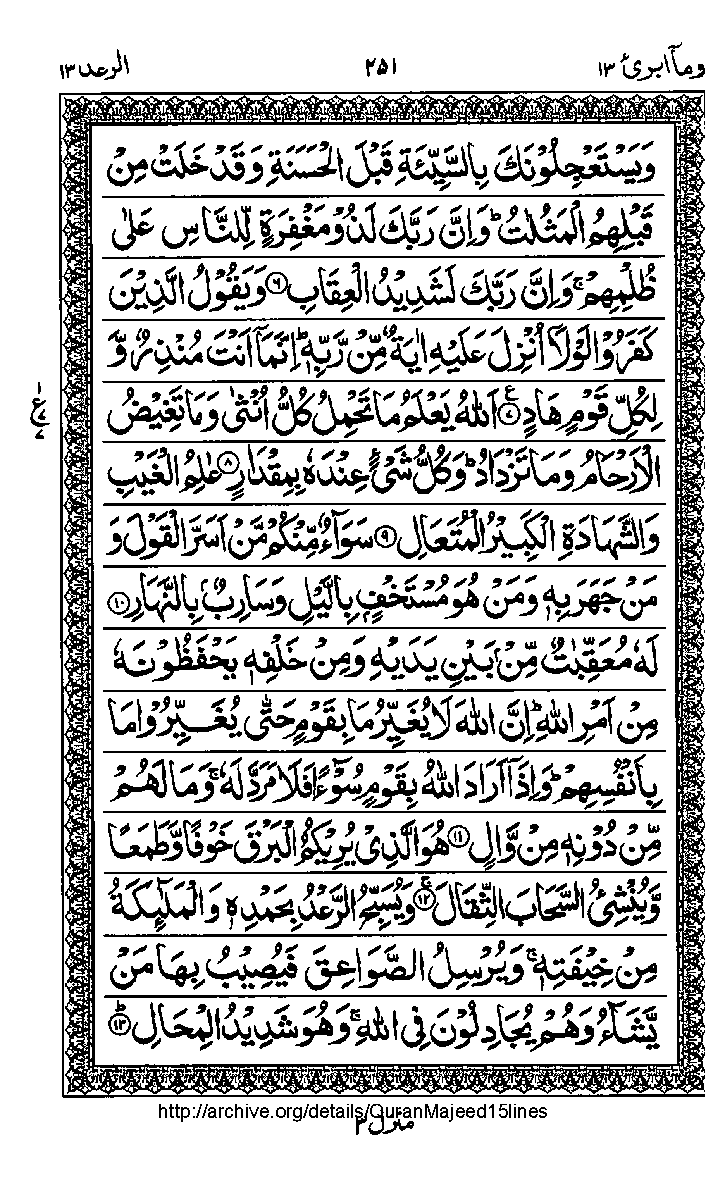 وماۤ ابرئ ١٣
٢٥١
الرعد ١٣
وَيَسْتَعْجِلُوْنَكَ بِالسَّيِّئَةِ قَبْلَ الْحَسَنَةِ وَقَدْ خَلَتْ مِنْ
قَبْلِهِمُ الْمَثُلٰتُ ؕ وَاِنَّ رَبَّكَ لَذُوْ مَغْفِرَةٍ لِّلنَّاسِ عَلٰى
ظُلْمِهِمْ ۚ وَاِنَّ رَبَّكَ لَشَدِيْدُ الْعِقَابِ ۝٦ وَيَقُوْلُ الَّذِيْنَ
كَفَرُوْا لَوْلَاۤ اُنْزِلَ عَلَيْهِ اٰيَةٌ مِّنْ رَّبِّهٖ ؕ اِنَّمَاۤ اَنْتَ مُنْذِرٌ وَّ
لِكُلِّ قَوْمٍ هَادٍ ۝٧ اَللّٰهُ يَعْلَمُ مَا تَحْمِلُ كُلُّ اُنْثٰى وَمَا تَغِيْضُ
الْاَرْحَامُ وَمَا تَزْدَادُ ؕ وَكُلُّ شَىْءٍ عِنْدَهٗ بِمِقْدَارٍ ۝٨ عٰلِمُ الْغَيْبِ
وَالشَّهَادَةِ الْكَبِيْرُ الْمُتَعَالِ ۝٩ سَوَآءٌ مِّنْكُمْ مَّنْ اَسَرَّ الْقَوْلَ وَ
مَنْ جَهَرَ بِهٖ وَمَنْ هُوَ مُسْتَخْفٍۭ بِالَّيْلِ وَسَارِبٌۢ بِالنَّهَارِ ۝١٠
لَهٗ مُعَقِّبٰتٌ مِّنْۢ بَيْنِ يَدَيْهِ وَمِنْ خَلْفِهٖ يَحْفَظُوْنَهٗ
مِنْ اَمْرِ اللّٰهِ ؕ اِنَّ اللّٰهَ لَا يُغَيِّرُ مَا بِقَوْمٍ حَتّٰى يُغَيِّرُوْا مَا
بِاَنْفُسِهِمْ ؕ وَاِذَاۤ اَرَادَ اللّٰهُ بِقَوْمٍ سُوْٓءًا فَلَا مَرَدَّ لَهٗ ۚ وَمَا لَهُمْ
مِّنْ دُوْنِهٖ مِنْ وَّالٍ ۝١١ هُوَ الَّذِىْ يُرِيْكُمُ الْبَرْقَ خَوْفًا وَّطَمَعًا
وَّيُنْشِئُ السَّحَابَ الثِّقَالَ ۝١٢ۚ وَيُسَبِّحُ الرَّعْدُ بِحَمْدِهٖ وَالْمَلٰٓئِكَةُ
مِنْ خِيْفَتِهٖ ۚ وَيُرْسِلُ الصَّوَاعِقَ فَيُصِيْبُ بِهَا مَنْ
يَّشَآءُ وَهُمْ يُجَادِلُوْنَ فِى اللّٰهِ ۚ وَهُوَ شَدِيْدُ الْمِحَالِ ۝١٣ؕ
http://archive.org/details/QuranMajeed15lines
منزل ٣